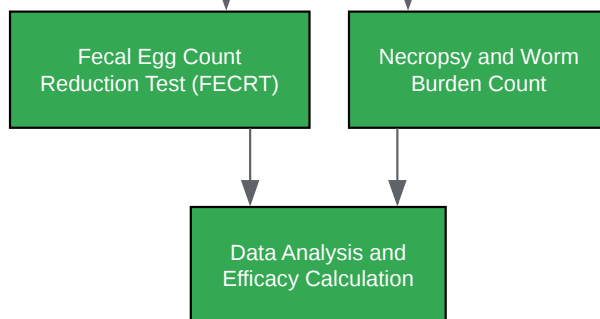 Fecal Egg Count
Reduction Test (FECRT)
Necropsy and Worm
Burden Count
Data Analysis and
Efficacy Calculation